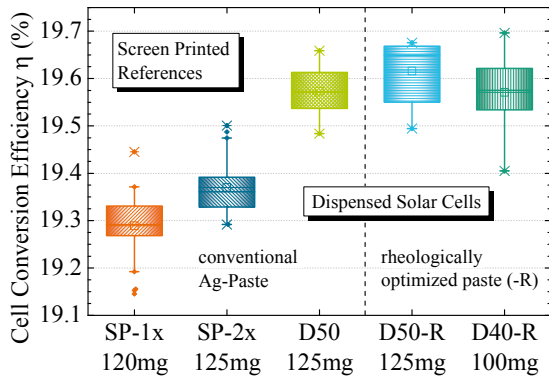 Cell Conversion Efficiency η (%)
19.7
19.6
19.5
19.4
19.3
19.2
19.1
Screen Printed
References
Dispensed Solar Cells
conventional
Ag-Paste
rheologically
optimized paste (-R)
SP-1x SP-2x D50 D50-R D40-R
120mg 125mg 125mg 125mg 100mg